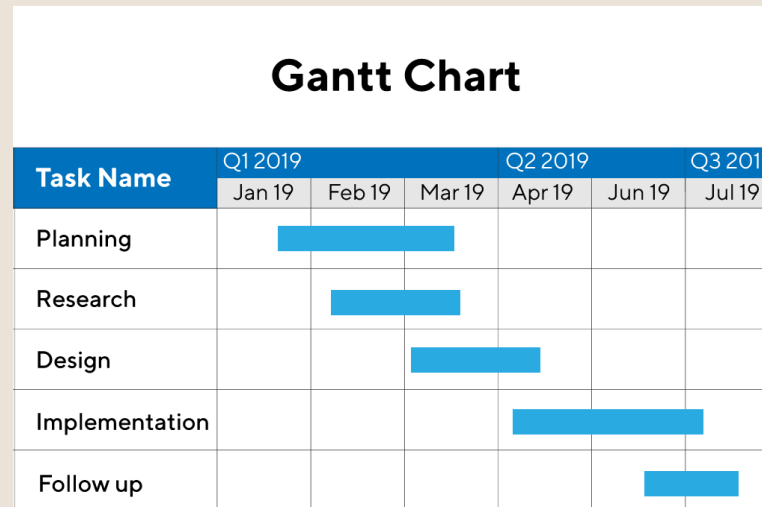 Gantt Chart
Task Name
Q1 2019 Q2 2019 Q3 201
Jan 19 Feb 19 Mar 19 Apr 19 Jun 19 Jul 19
Planning
Research
Design
Implementation
Follow up